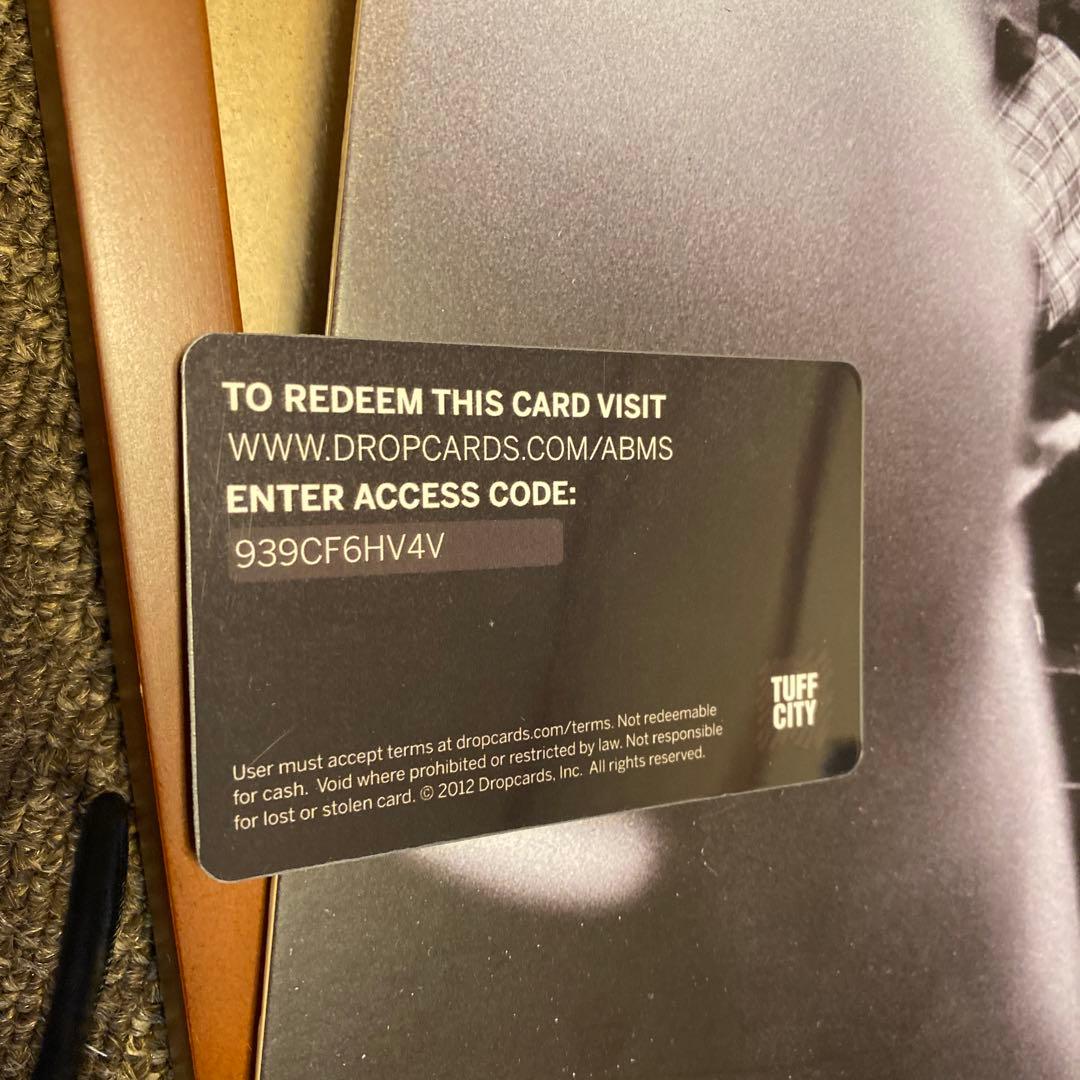 TO REDEEM THIS CARD VISIT
WWW.DROPCARDS.COM/ABMS
ENTER ACCESS CODE:
939CF6HV4V
TUFF
CITY
User must accept terms at dropcards.com/terms. Not redeemable
for cash. Void where prohibited or restricted by law. Not responsible
for lost or stolen card. © 2012 Dropcards, Inc. All rights reserved.